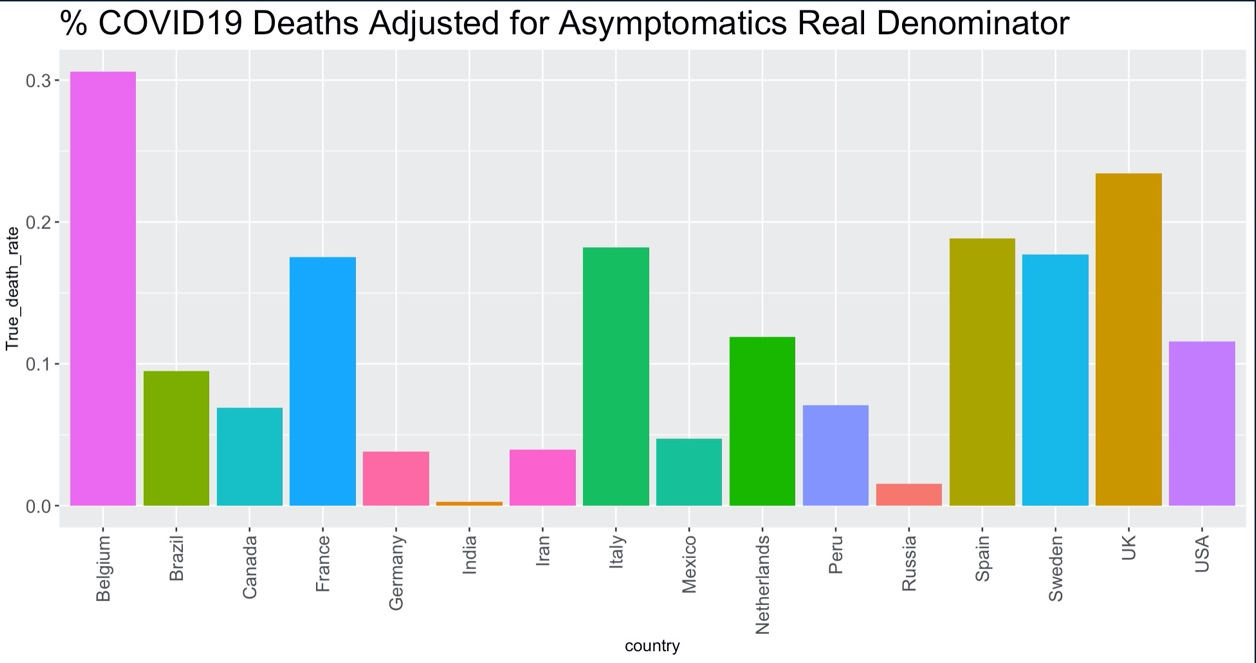 % COVID19 Deaths Adjusted for Asymptomatics Real Denominator
True_death_rate
0.3
0.2
0.1
0.0
Belgium
Brazil
Canada
France
Germany
India
Iran
Italy
Mexico
Netherlands
Peru
Russia
Spain
Sweden
UK
USA
country